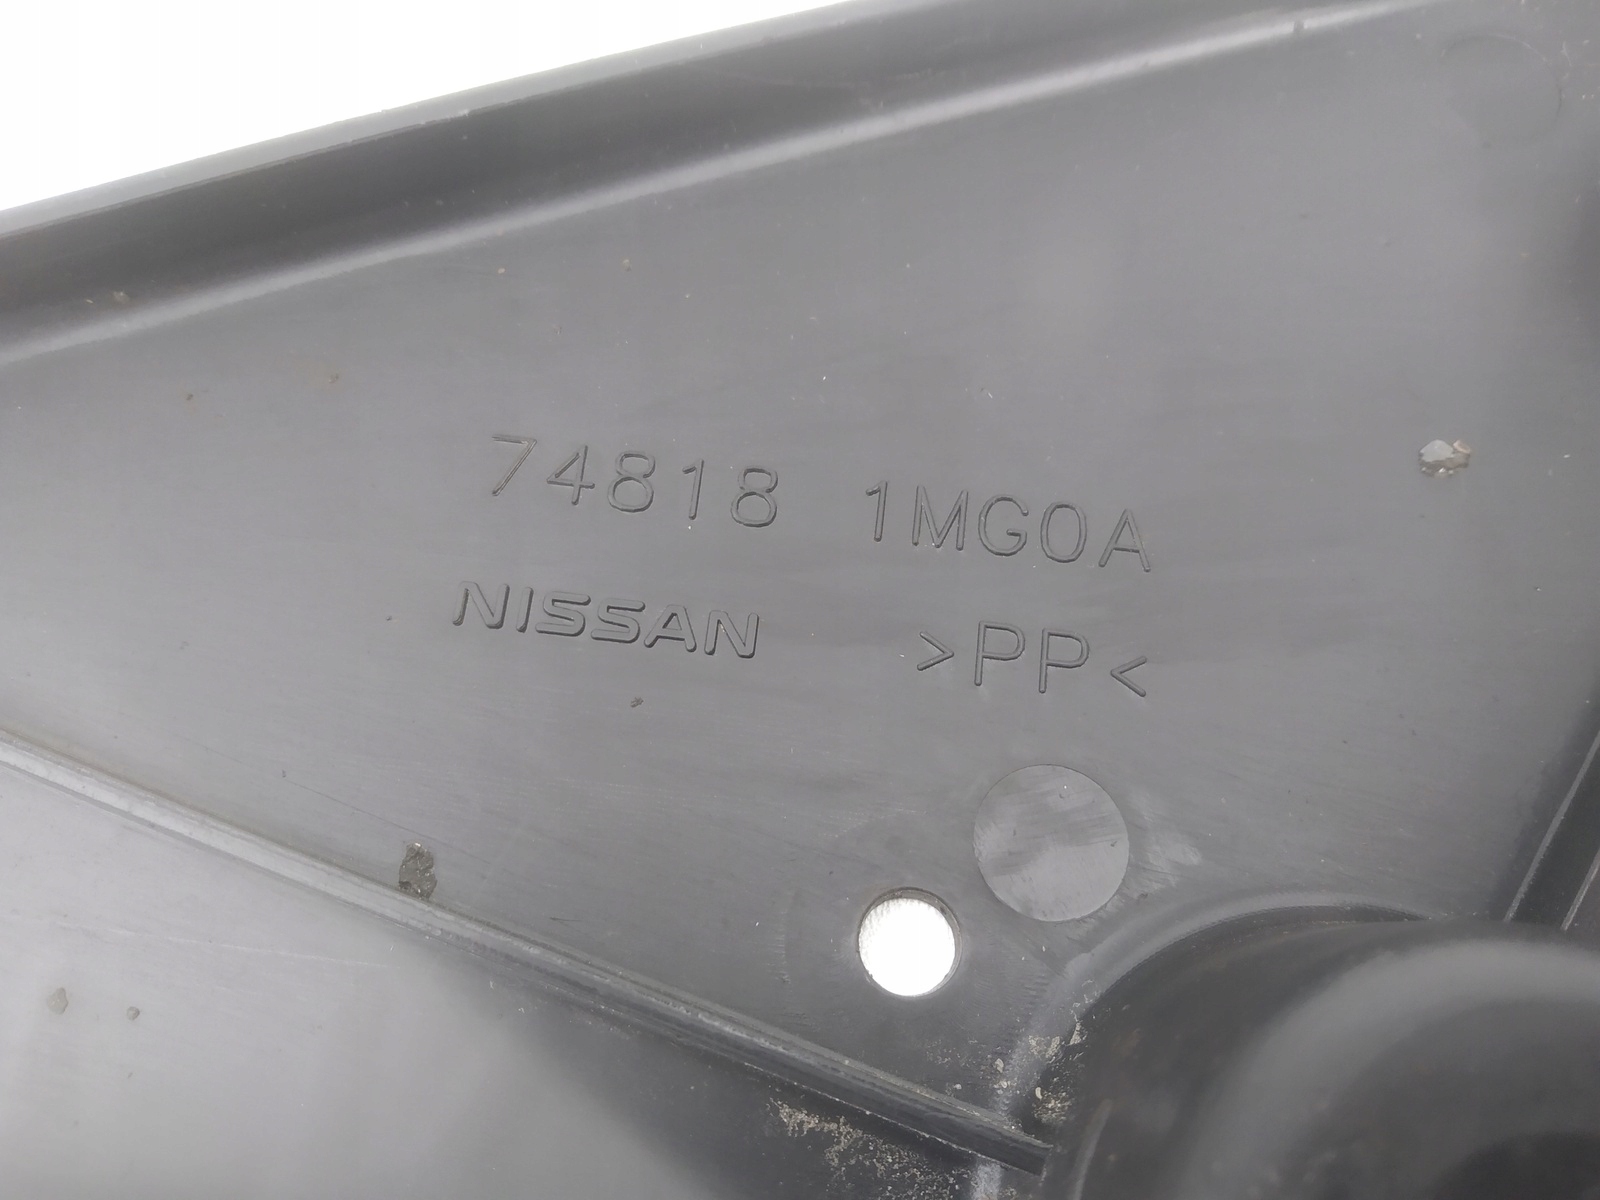 74818 1MG0A
NISSAN >PP<